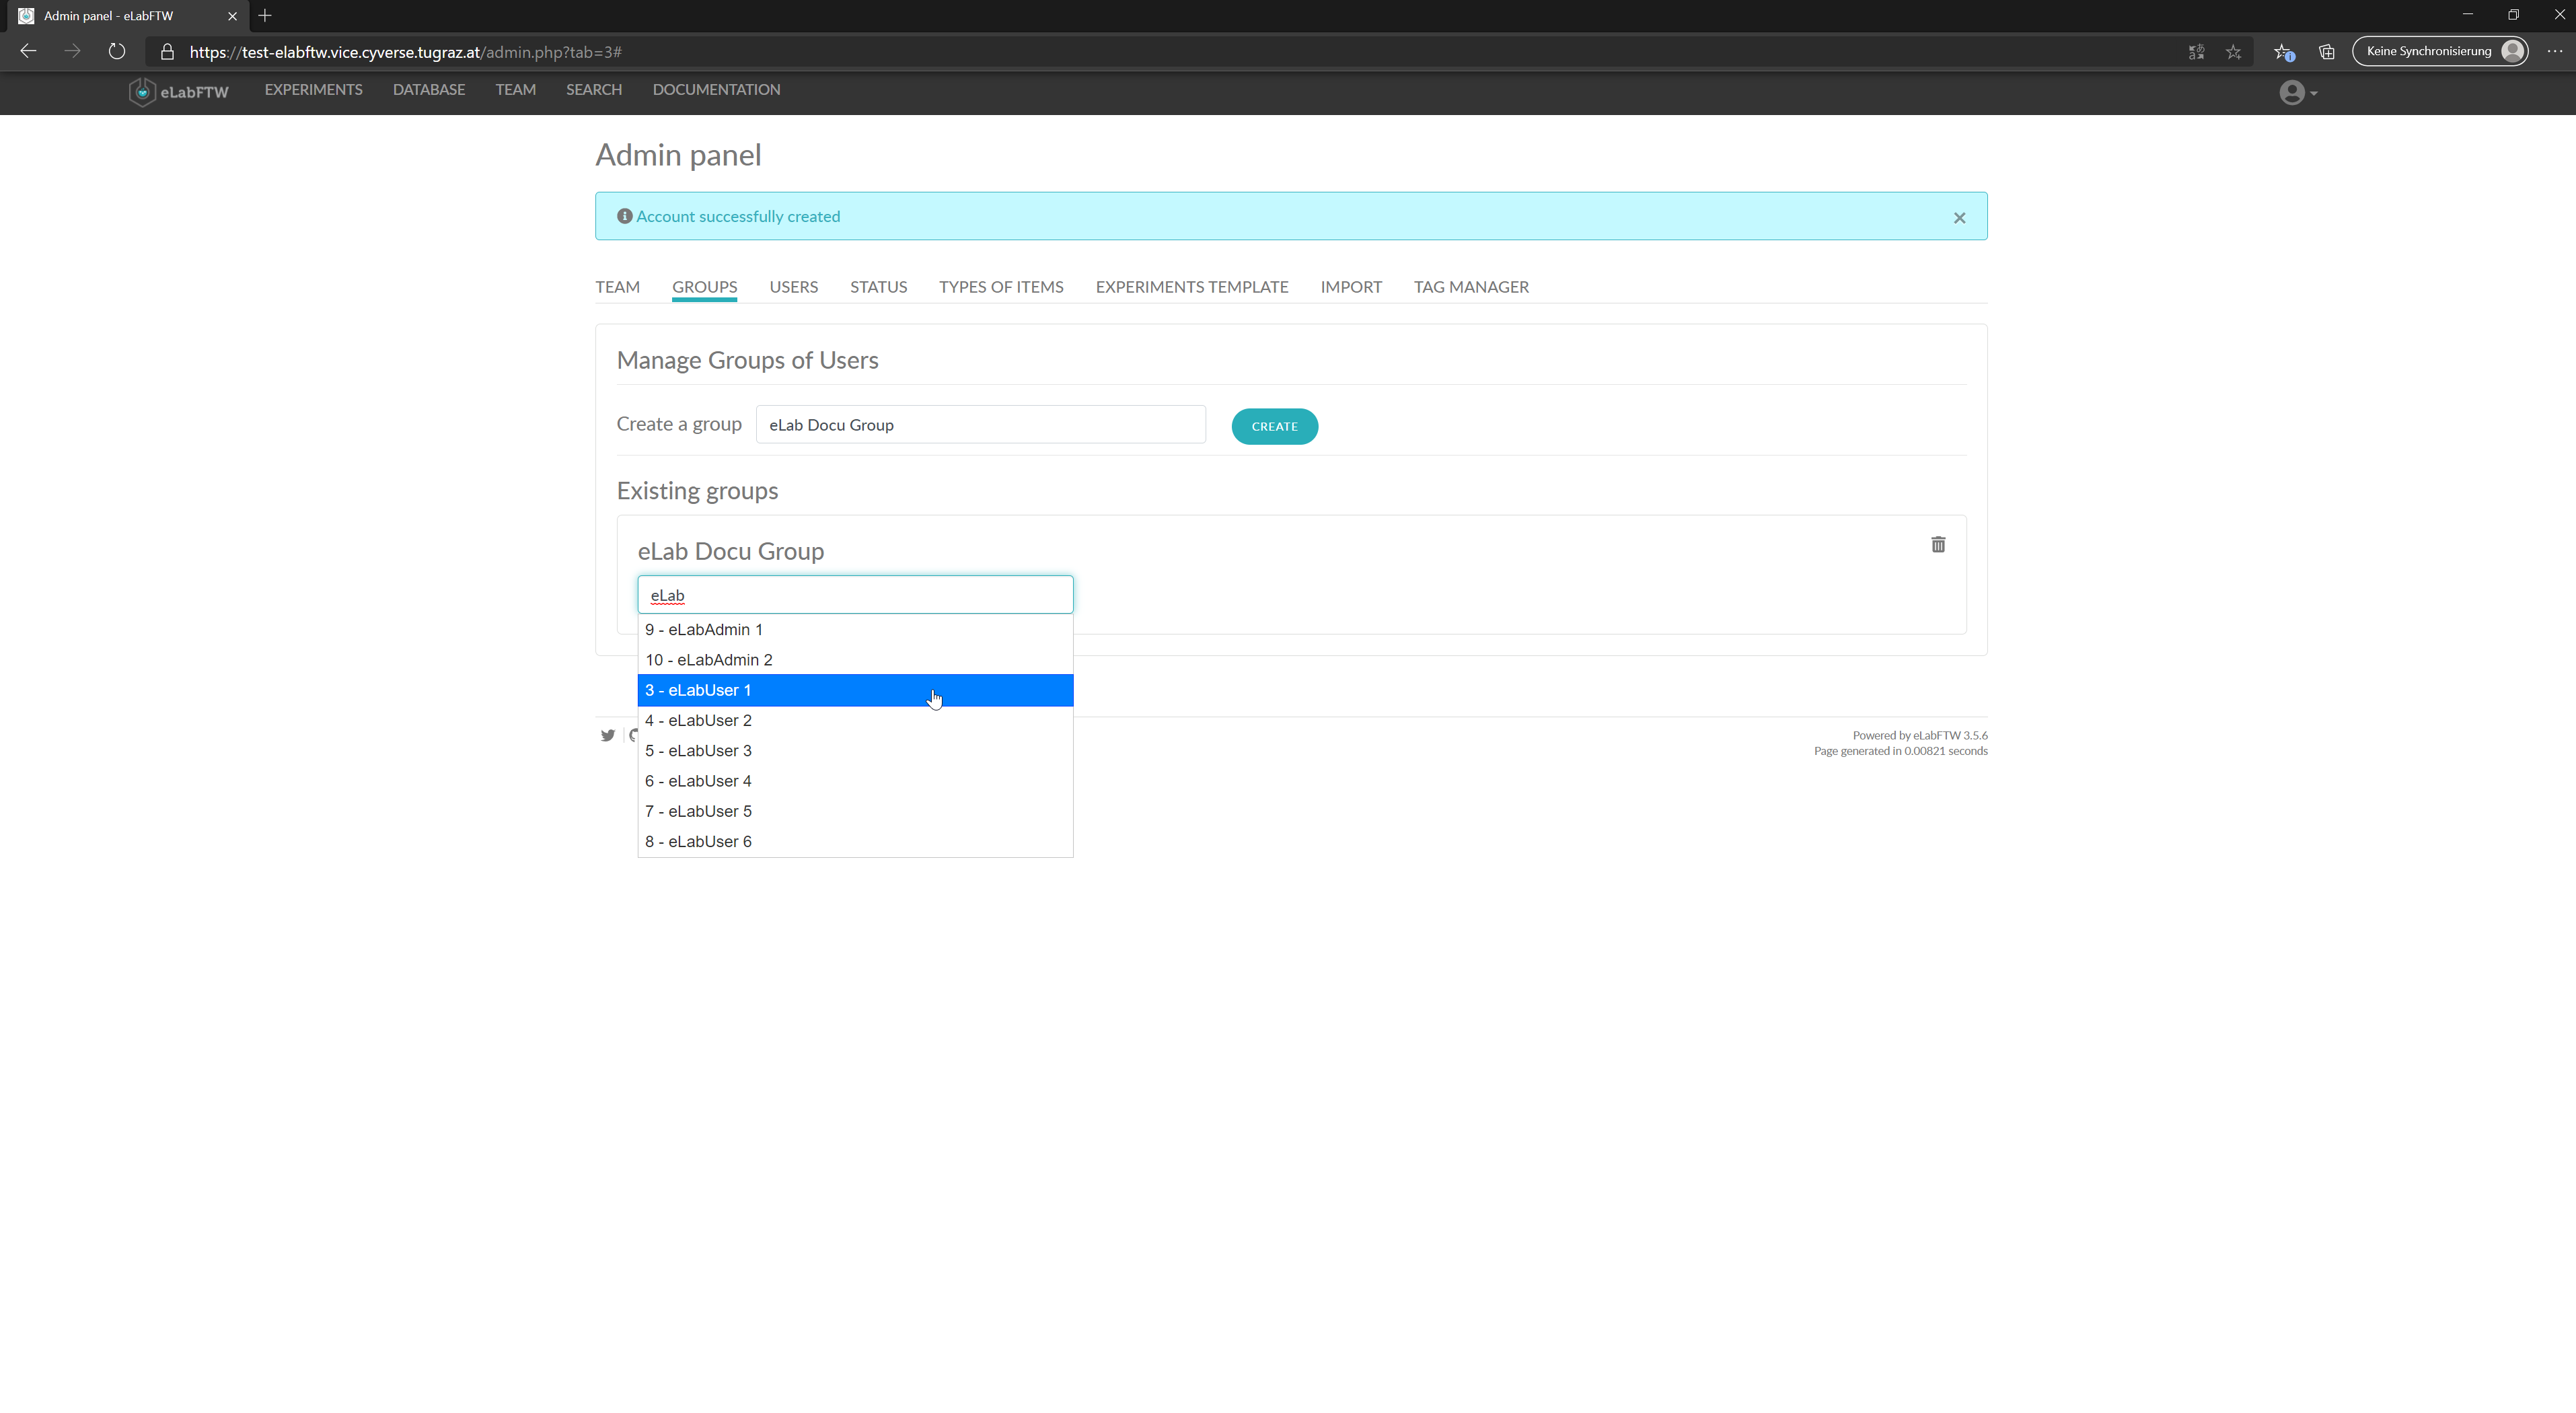 Admin panel - eLabFTW
https://test-elabftw.vice.cyverse.tugraz.at/admin.php?tab=3#
Keine Synchronisierung
eLabFTW EXPERIMENTS DATABASE TEAM SEARCH DOCUMENTATION
Admin panel
Account successfully created
TEAM GROUPS USERS STATUS TYPES OF ITEMS EXPERIMENTS TEMPLATE IMPORT TAG MANAGER
Manage Groups of Users
Create a group eLab Docu Group CREATE
Existing groups
eLab Docu Group
eLab
9 - eLabAdmin 1
10 - eLabAdmin 2
3 - eLabUser 1
4 - eLabUser 2
5 - eLabUser 3
6 - eLabUser 4
7 - eLabUser 5
8 - eLabUser 6
Powered by eLabFTW 3.5.6
Page generated in 0.00821 seconds